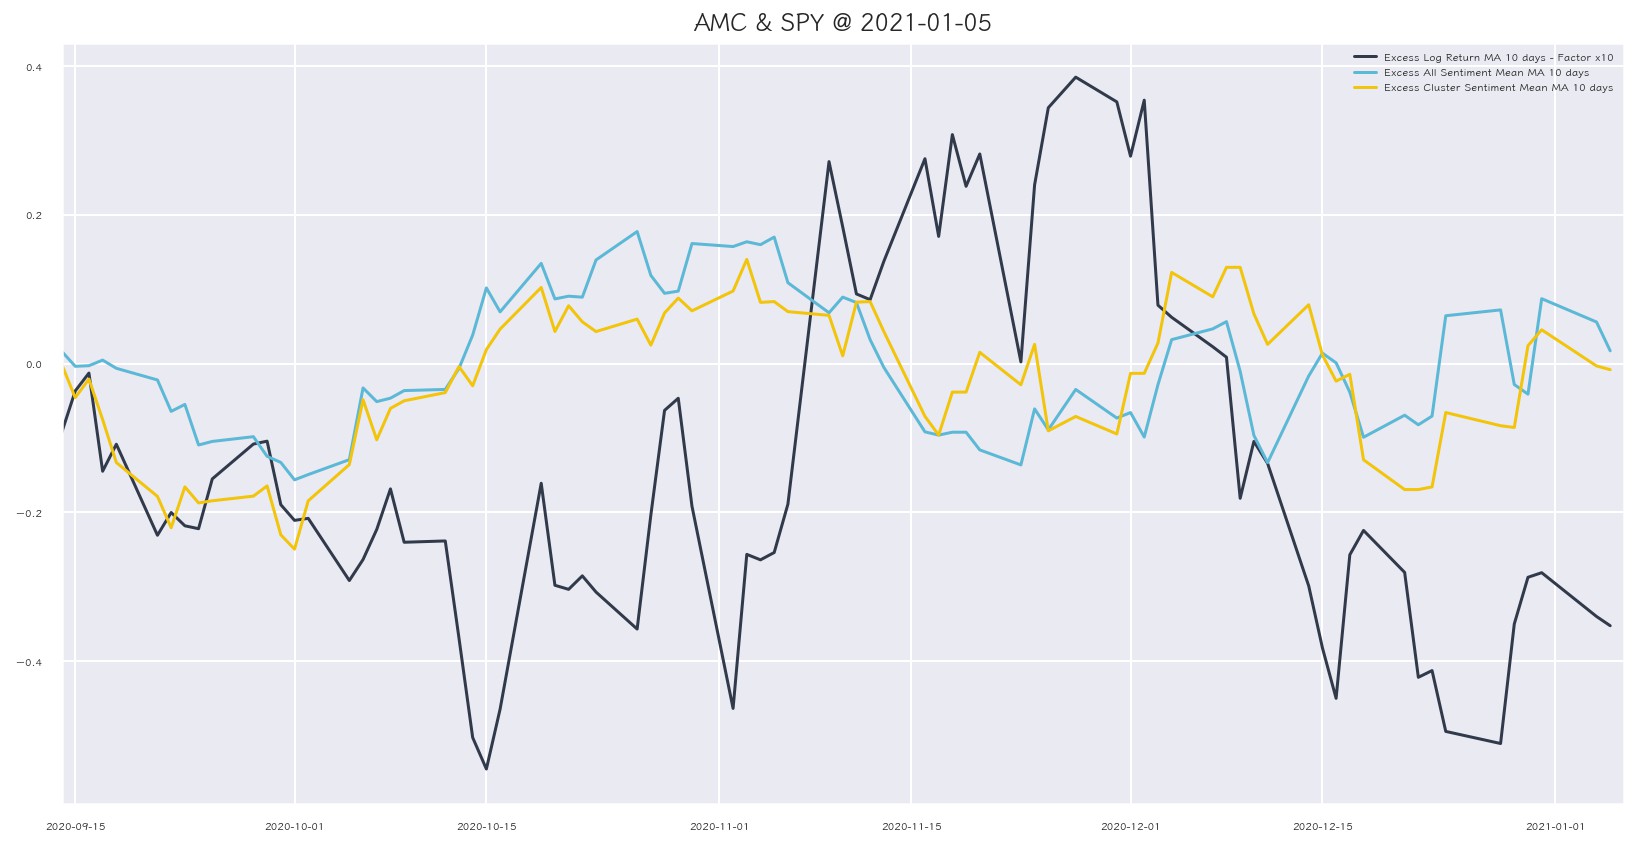 AMC & SPY @ 2021-01-05
Excess Log Return MA 10 days - Factor x10
Excess All Sentiment Mean MA 10 days
Excess Cluster Sentiment Mean MA 10 days
0.4
0.2
0.0
−0.2
−0.4
2020-09-15 2020-10-01 2020-10-15 2020-11-01 2020-11-15 2020-12-01 2020-12-15 2021-01-01